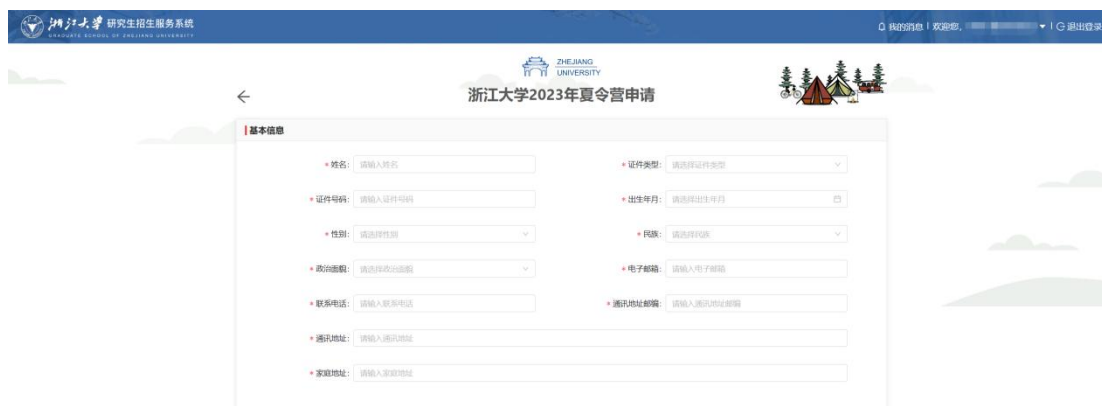 浙江大学 研究生招生服务系统
GRADUATE SCHOOL OF ZHEJIANG UNIVERSITY
我的消息 | 欢迎您, | 退出登录
ZHEJIANG
UNIVERSITY
浙江大学2023年夏令营申请
基本信息
* 姓名: 请输入姓名 * 证件类型: 请选择证件类型
* 证件号码: 请输入证件号码 * 出生年月: 请选择出生年月
* 性别: 请选择性别 * 民族: 请选择民族
* 政治面貌: 请选择政治面貌 * 电子邮箱: 请输入电子邮箱
* 联系电话: 请输入联系电话 * 通讯地址邮编: 请输入通讯地址邮编
* 通讯地址: 请输入通讯地址
* 家庭地址: 请输入家庭地址